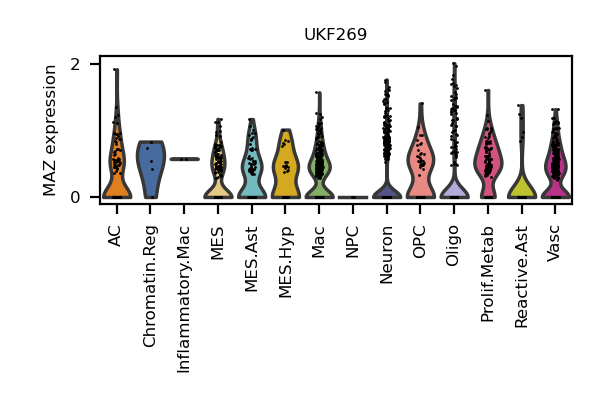 UKF269
MAZ expression
2
0
AC
Chromatin.Reg
Inflammatory.Mac
MES
MES.Ast
MES.Hyp
Mac
NPC
Neuron
OPC
Oligo
Prolif.Metab
Reactive.Ast
Vasc